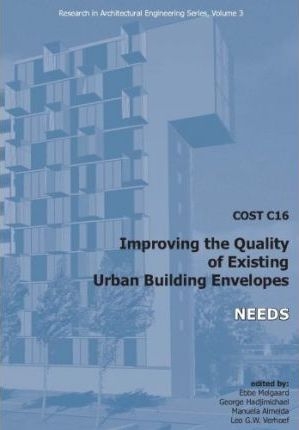 Research in Architectural Engineering Series, Volume 3
COST C16
Improving the Quality
of Existing
Urban Building Envelopes
NEEDS
edited by:
Ebbe Melgaard
George Hadjimichael
Manuela Almeida
Leo G.W. Verhoef